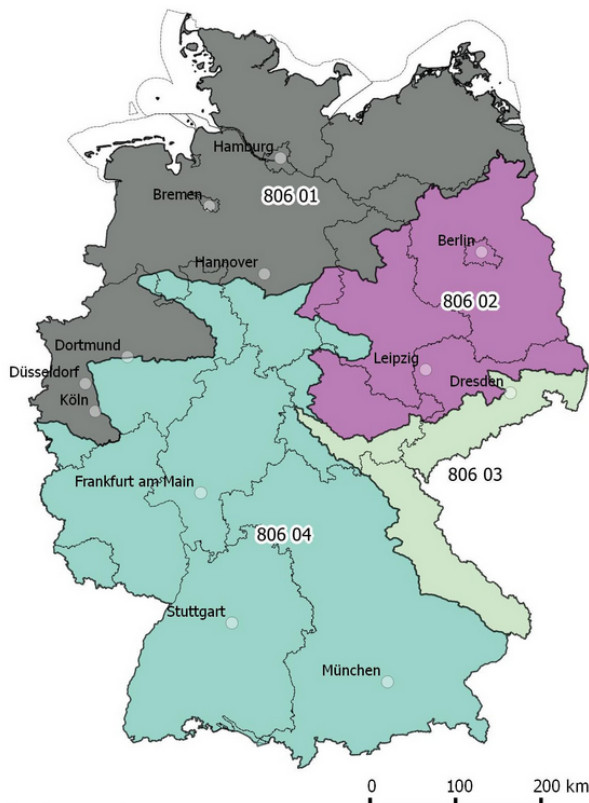 Hamburg
806 01
Bremen
Berlin
Hannover
806 02
Dortmund
Leipzig
Düsseldorf
Dresden
Köln
806 03
Frankfurt am Main
806 04
Stuttgart
München
0 100 200 km